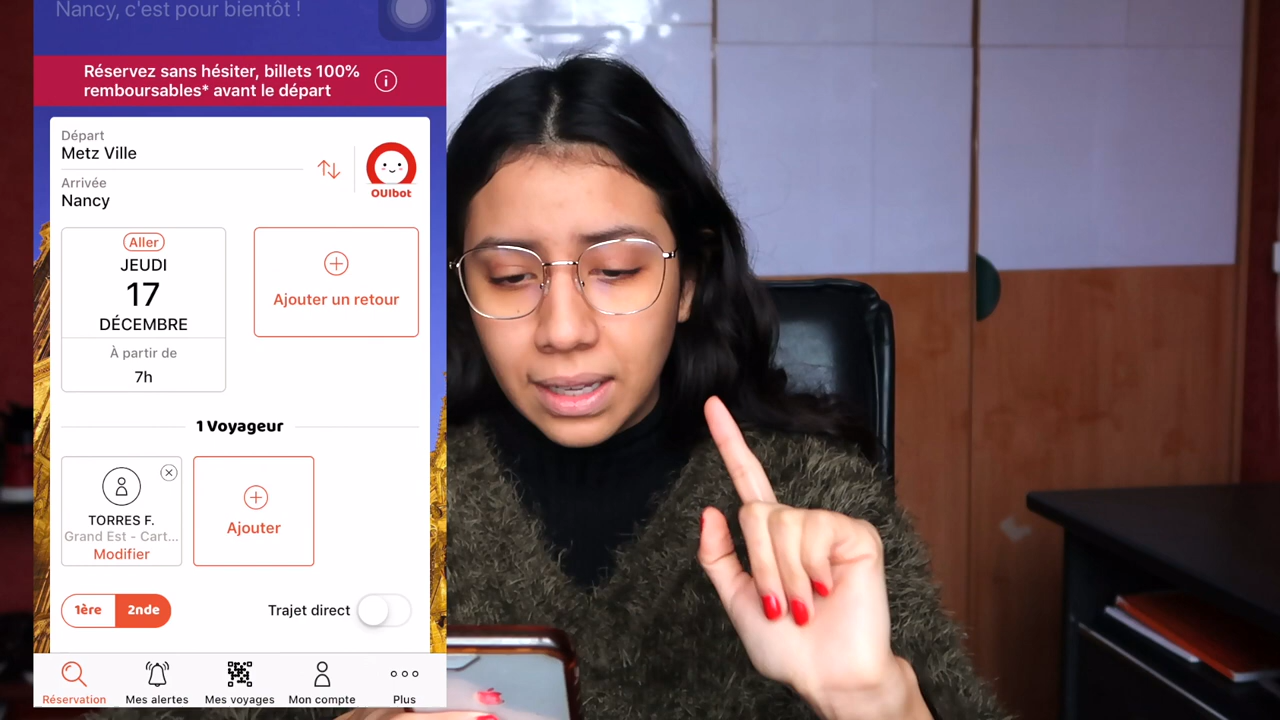 Nancy, c'est pour bientôt !
Réservez sans hésiter, billets 100%
remboursables* avant le départ
Départ
Metz Ville
Arrivée
Nancy
OUIbot
Aller
JEUDI
17
DÉCEMBRE
À partir de
7h
Ajouter un retour
1 Voyageur
TORRES F.
Grand Est - Cart...
Modifier
Ajouter
1ère
2nde
Trajet direct
Réservation
Mes alertes
Mes voyages
Mon compte
Plus